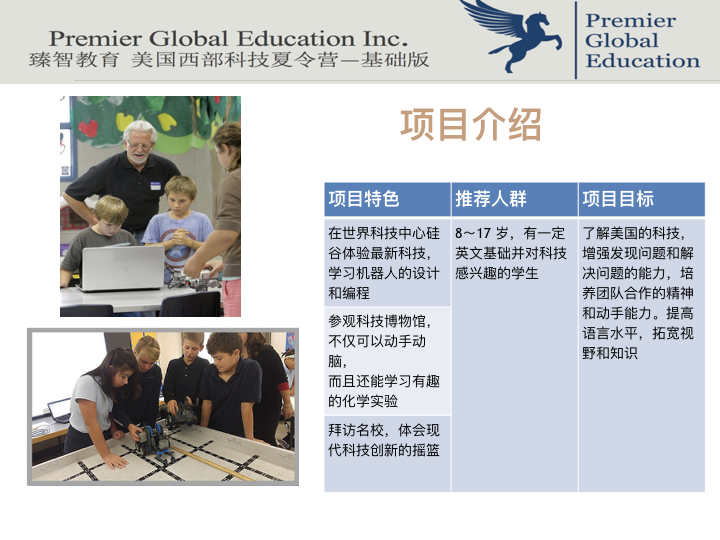 Premier Global Education Inc.
臻智教育 美国西部科技夏令营—基础版
Premier
Global
Education
项目介绍
项目特色
推荐人群
项目目标
在世界科技中心硅
谷体验最新科技，
学习机器人的设计
和编程
8～17 岁，有一定
英文基础并对科技
感兴趣的学生
了解美国的科技，
增强发现问题和解
决问题的能力，培
养团队合作的精神
和动手能力。提高
语言水平，拓宽视
野和知识
参观科技博物馆，
不仅可以动手动
脑，
而且还能学习有趣
的化学实验
拜访名校，体会现
代科技创新的摇篮